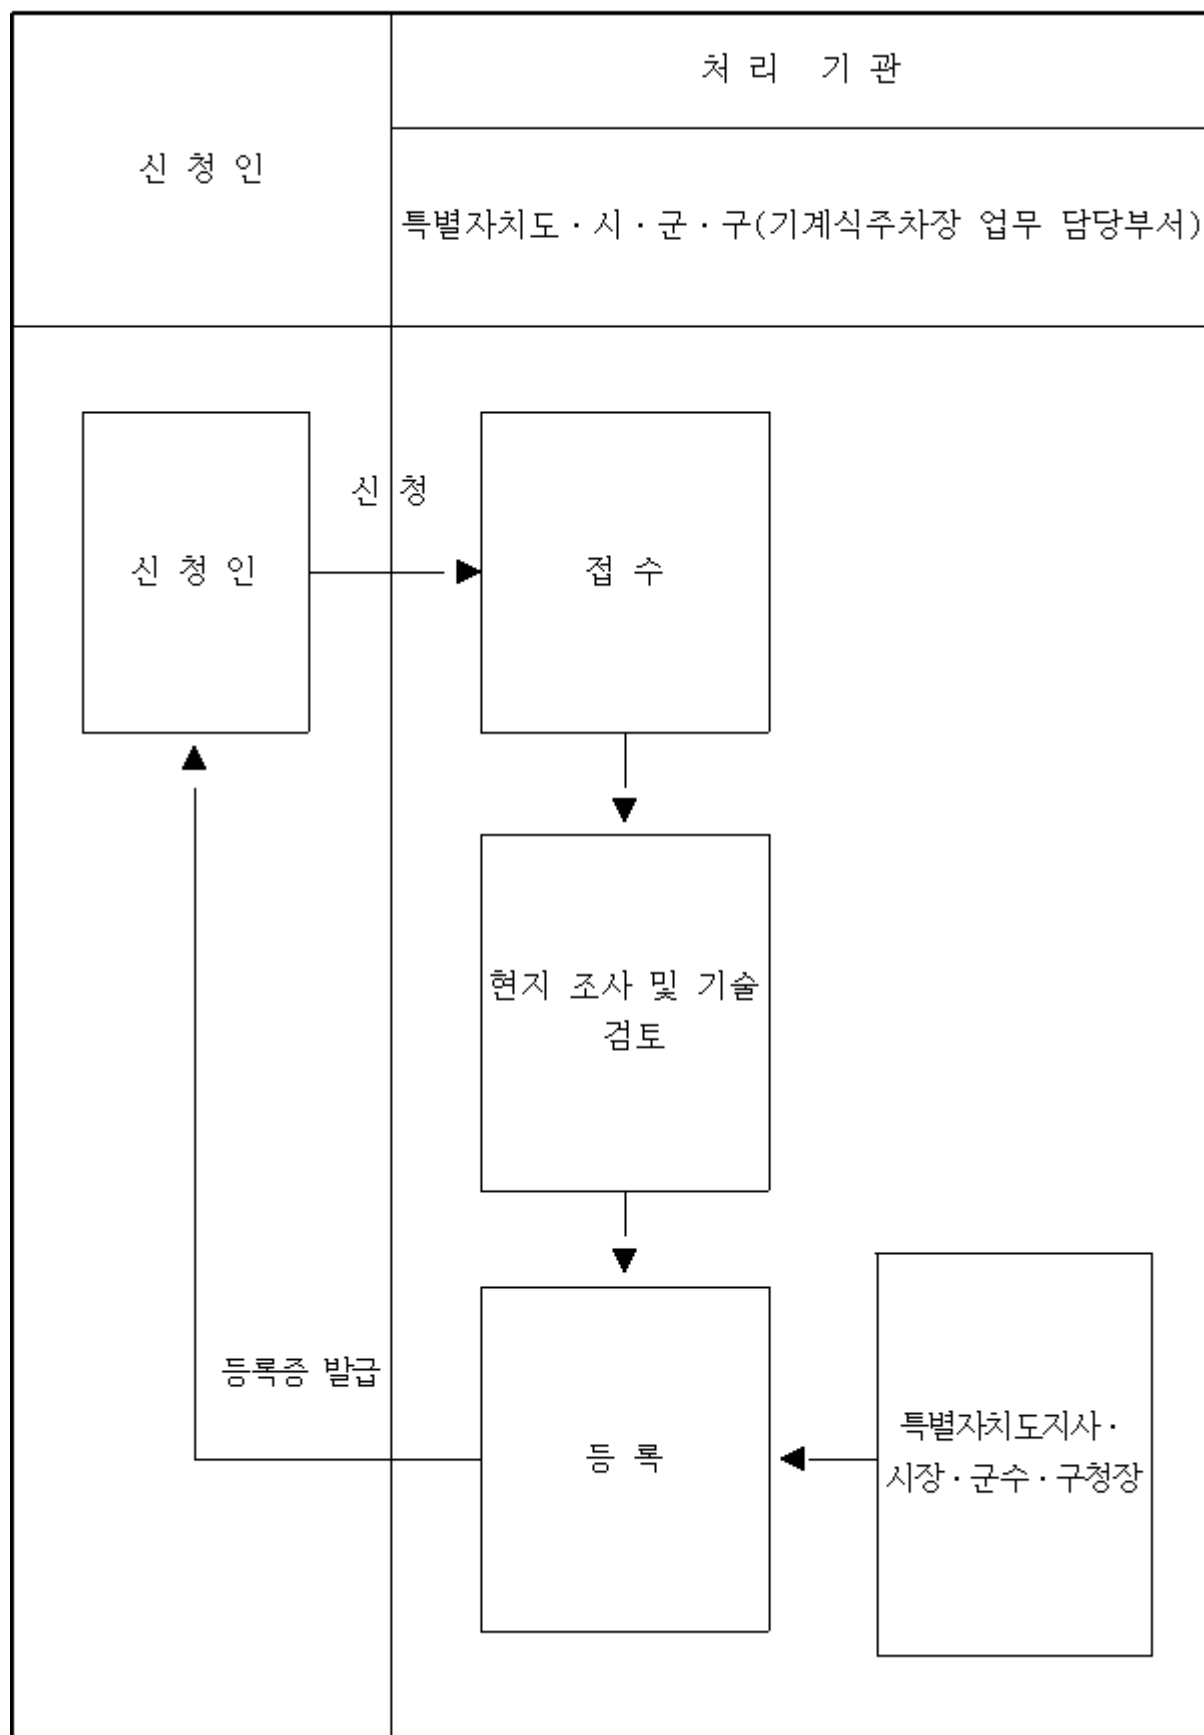 처 리 기 관
신 청 인
특별자치도·시·군·구(기계식주차장 업무 담당부서)
신 청
신 청 인
접 수
현지 조사 및 기술
검토
등록증 발급
등 록
특별자치도지사·
시장·군수·구청장